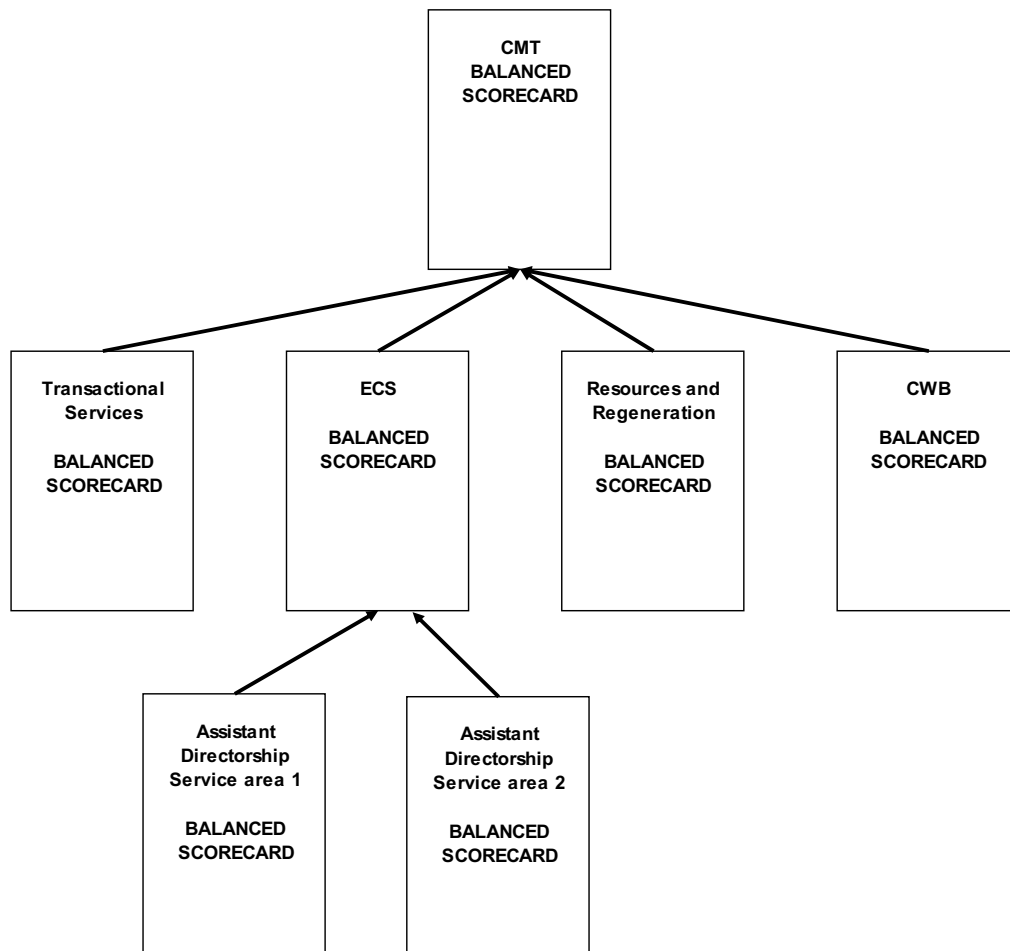 CMT
BALANCED
SCORECARD
Transactional
Services
BALANCED
SCORECARD
ECS
BALANCED
SCORECARD
Resources and
Regeneration
BALANCED
SCORECARD
CWB
BALANCED
SCORECARD
Assistant
Directorship
Service area 1
BALANCED
SCORECARD
Assistant
Directorship
Service area 2
BALANCED
SCORECARD